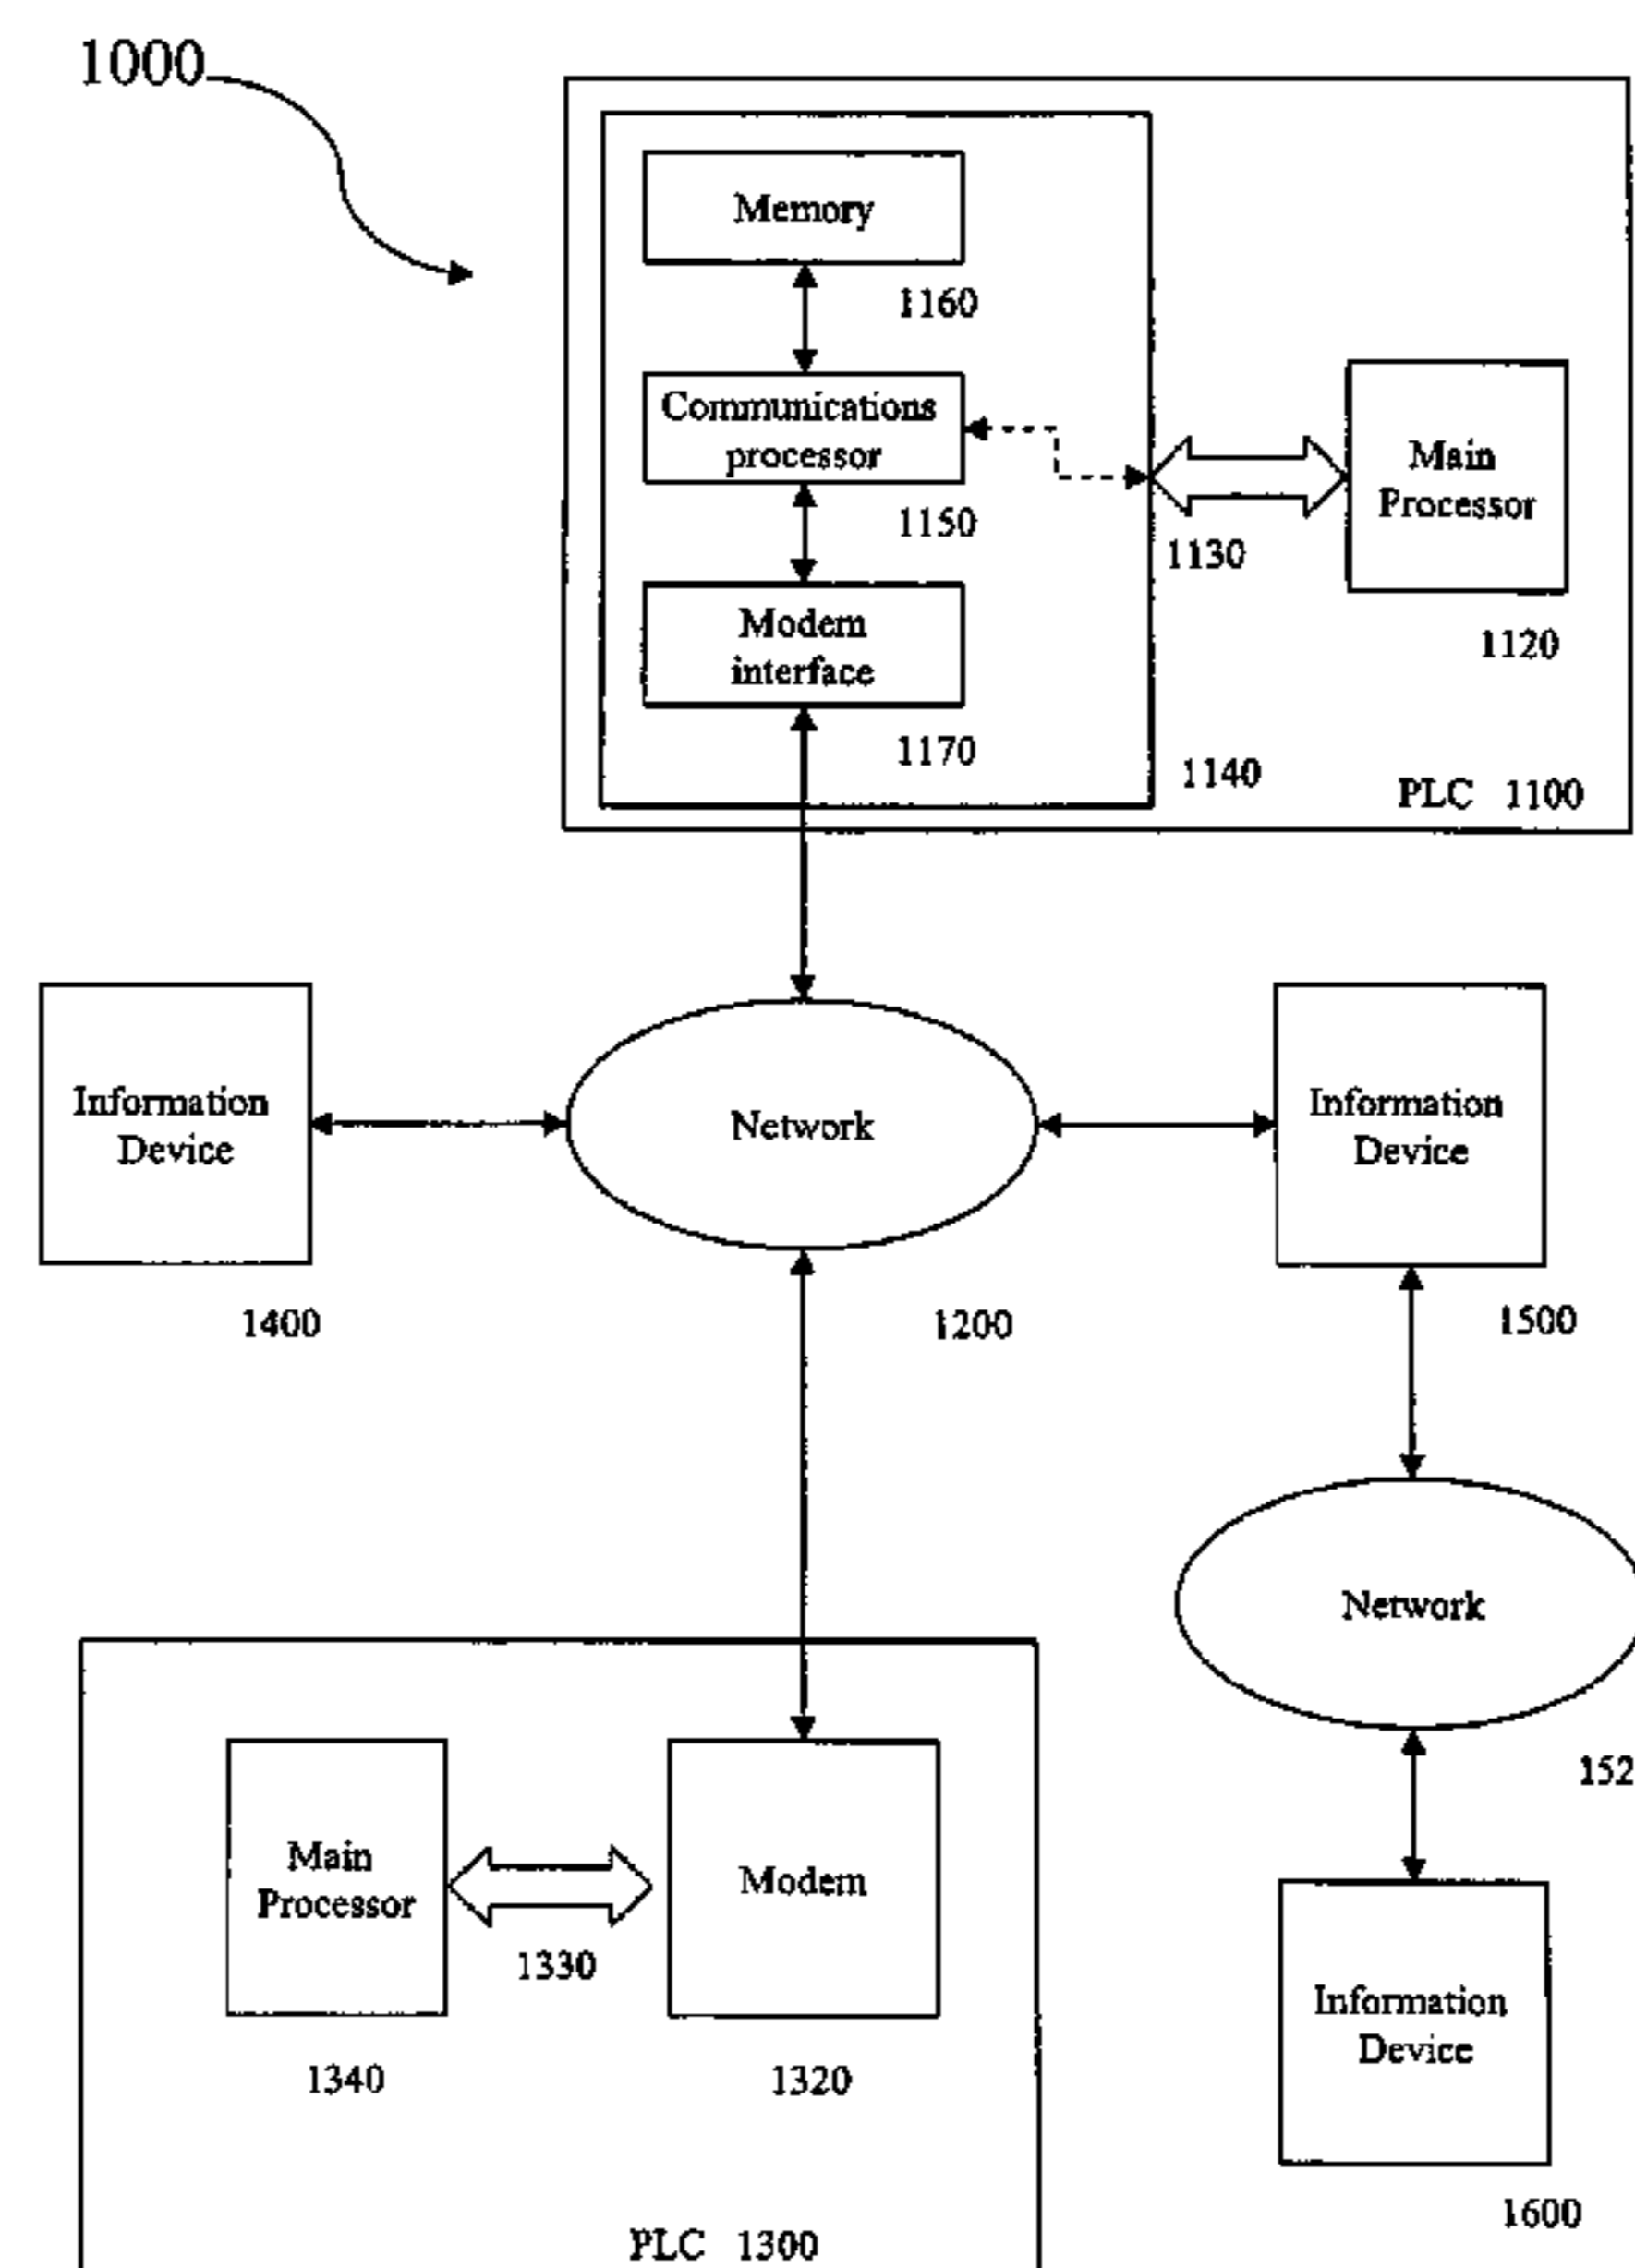 1000
Memory
1160
Communications
processor
1150
1130
Main
Processor
1120
Modem
interface
1170
1140
PLC 1100
Information
Device
1400
Network
1200
Information
Device
1500
Network
152
Main
Processor
1340
1330
Modem
1320
Information
Device
1600
PLC 1300